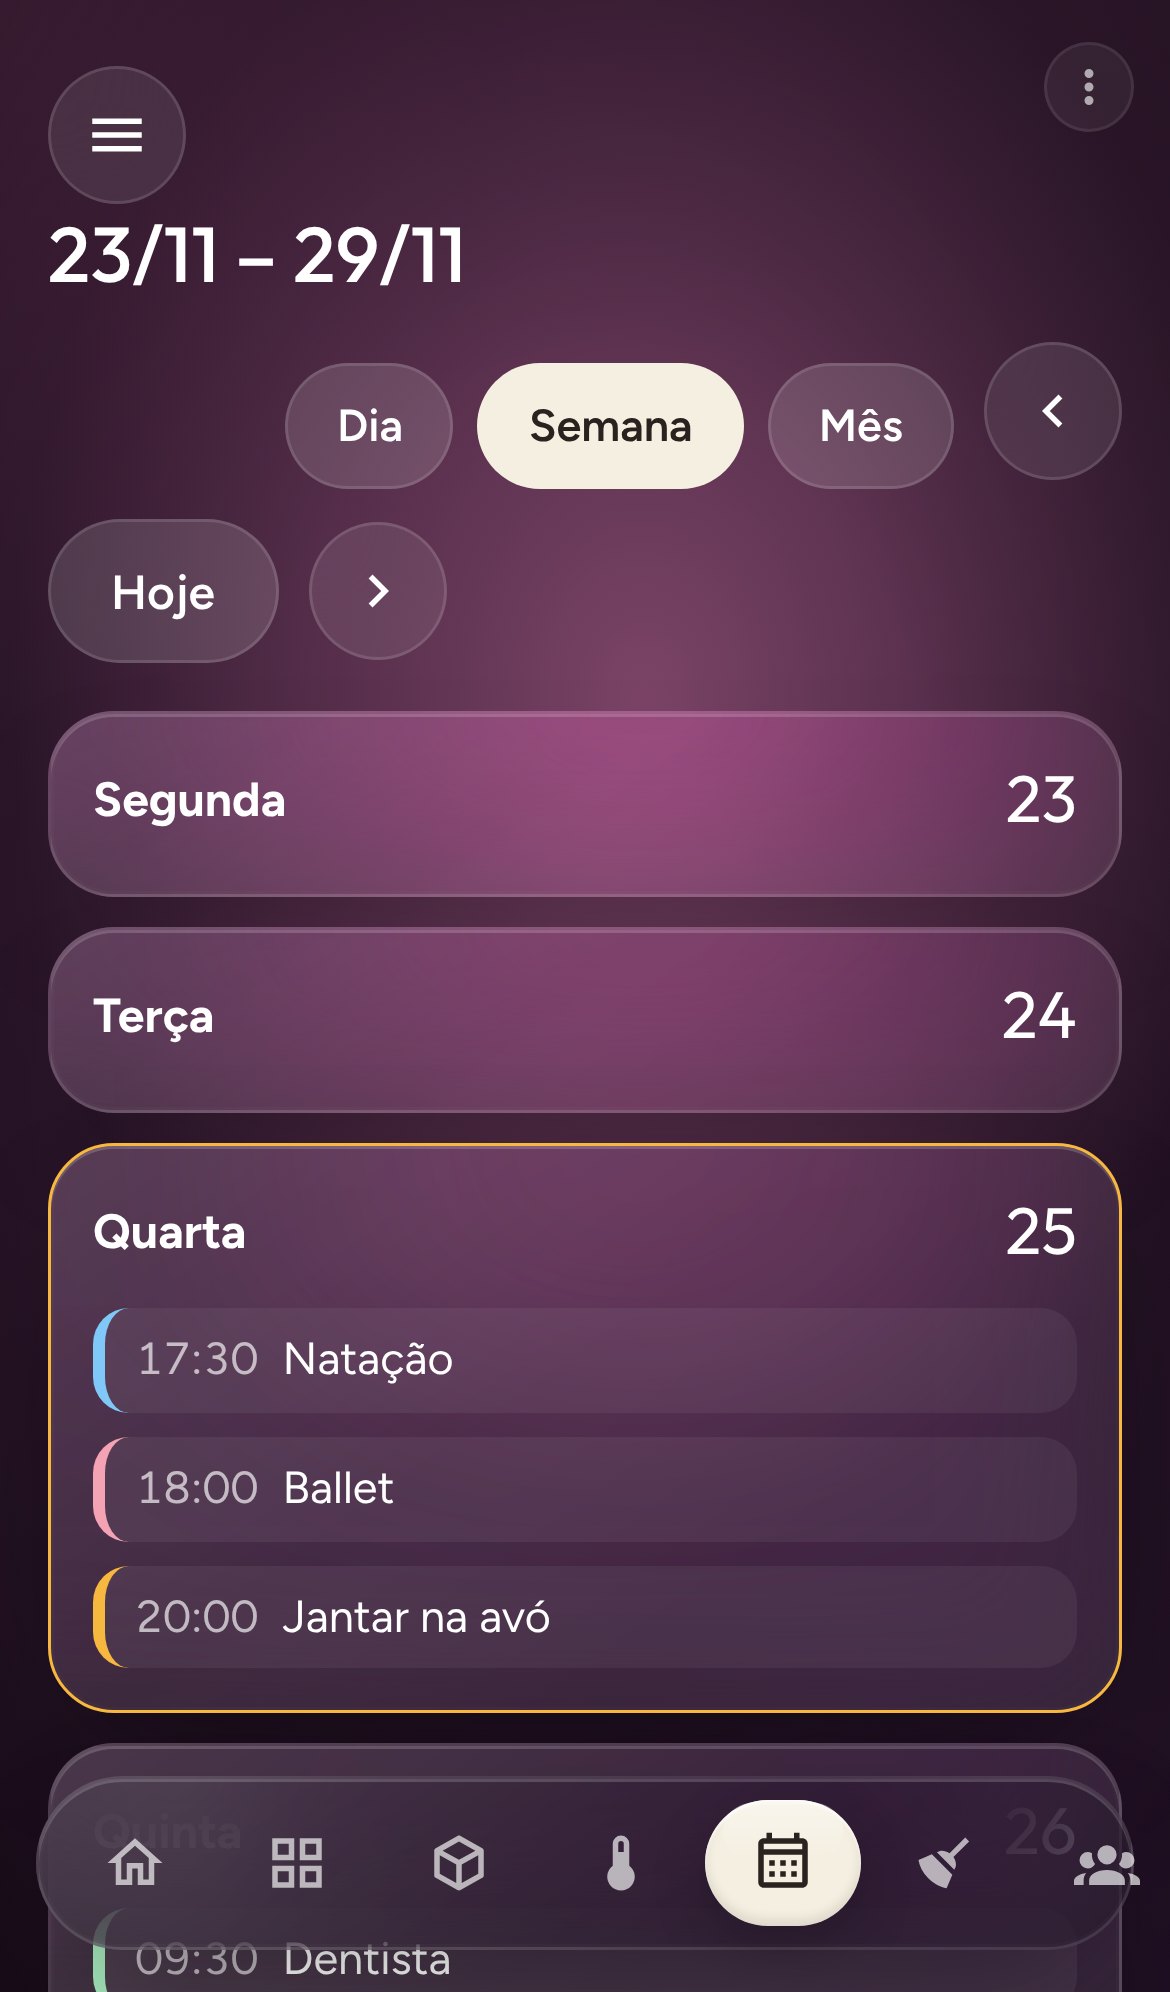 23/11 – 29/11
Dia Semana Mês
Hoje
Segunda 23
Terça 24
Quarta 25
17:30 Natação
18:00 Ballet
20:00 Jantar na avó
Quinta 26
09:30 Dentista